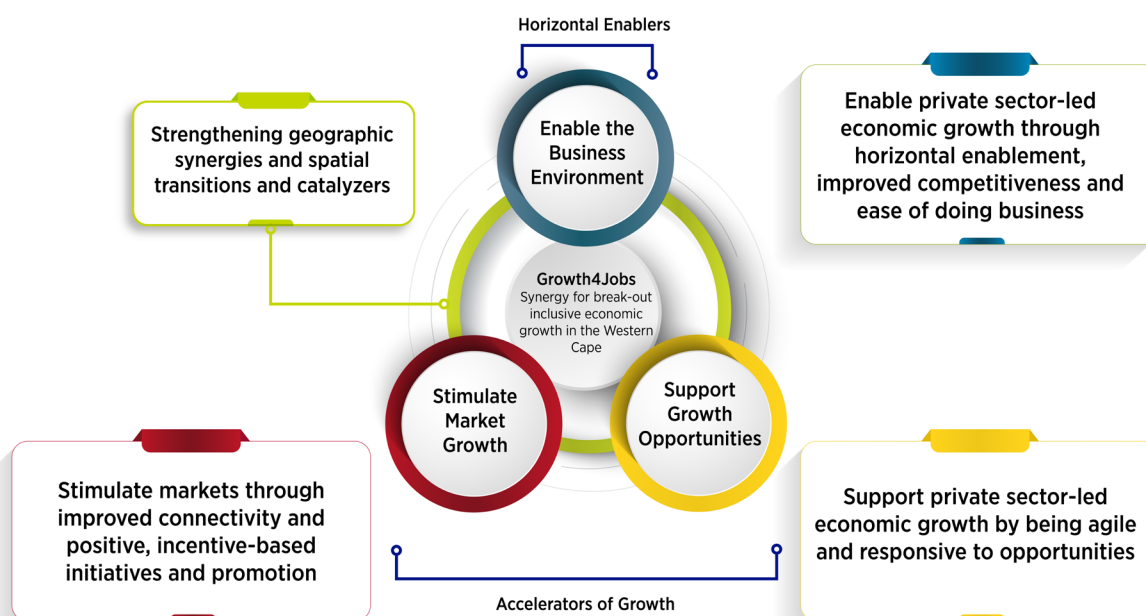 Horizontal Enablers
Strengthening geographic
synergies and spatial
transitions and catalyzers
Enable the
Business
Environment
Enable private sector-led
economic growth through
horizontal enablement,
improved competitiveness and
ease of doing business
Growth4Jobs
Synergy for break-out
inclusive economic
growth in the Western
Cape
Stimulate
Market
Growth
Support
Growth
Opportunities
Stimulate markets through
improved connectivity and
positive, incentive-based
initiatives and promotion
Support private sector-led
economic growth by being agile
and responsive to opportunities
Accelerators of Growth